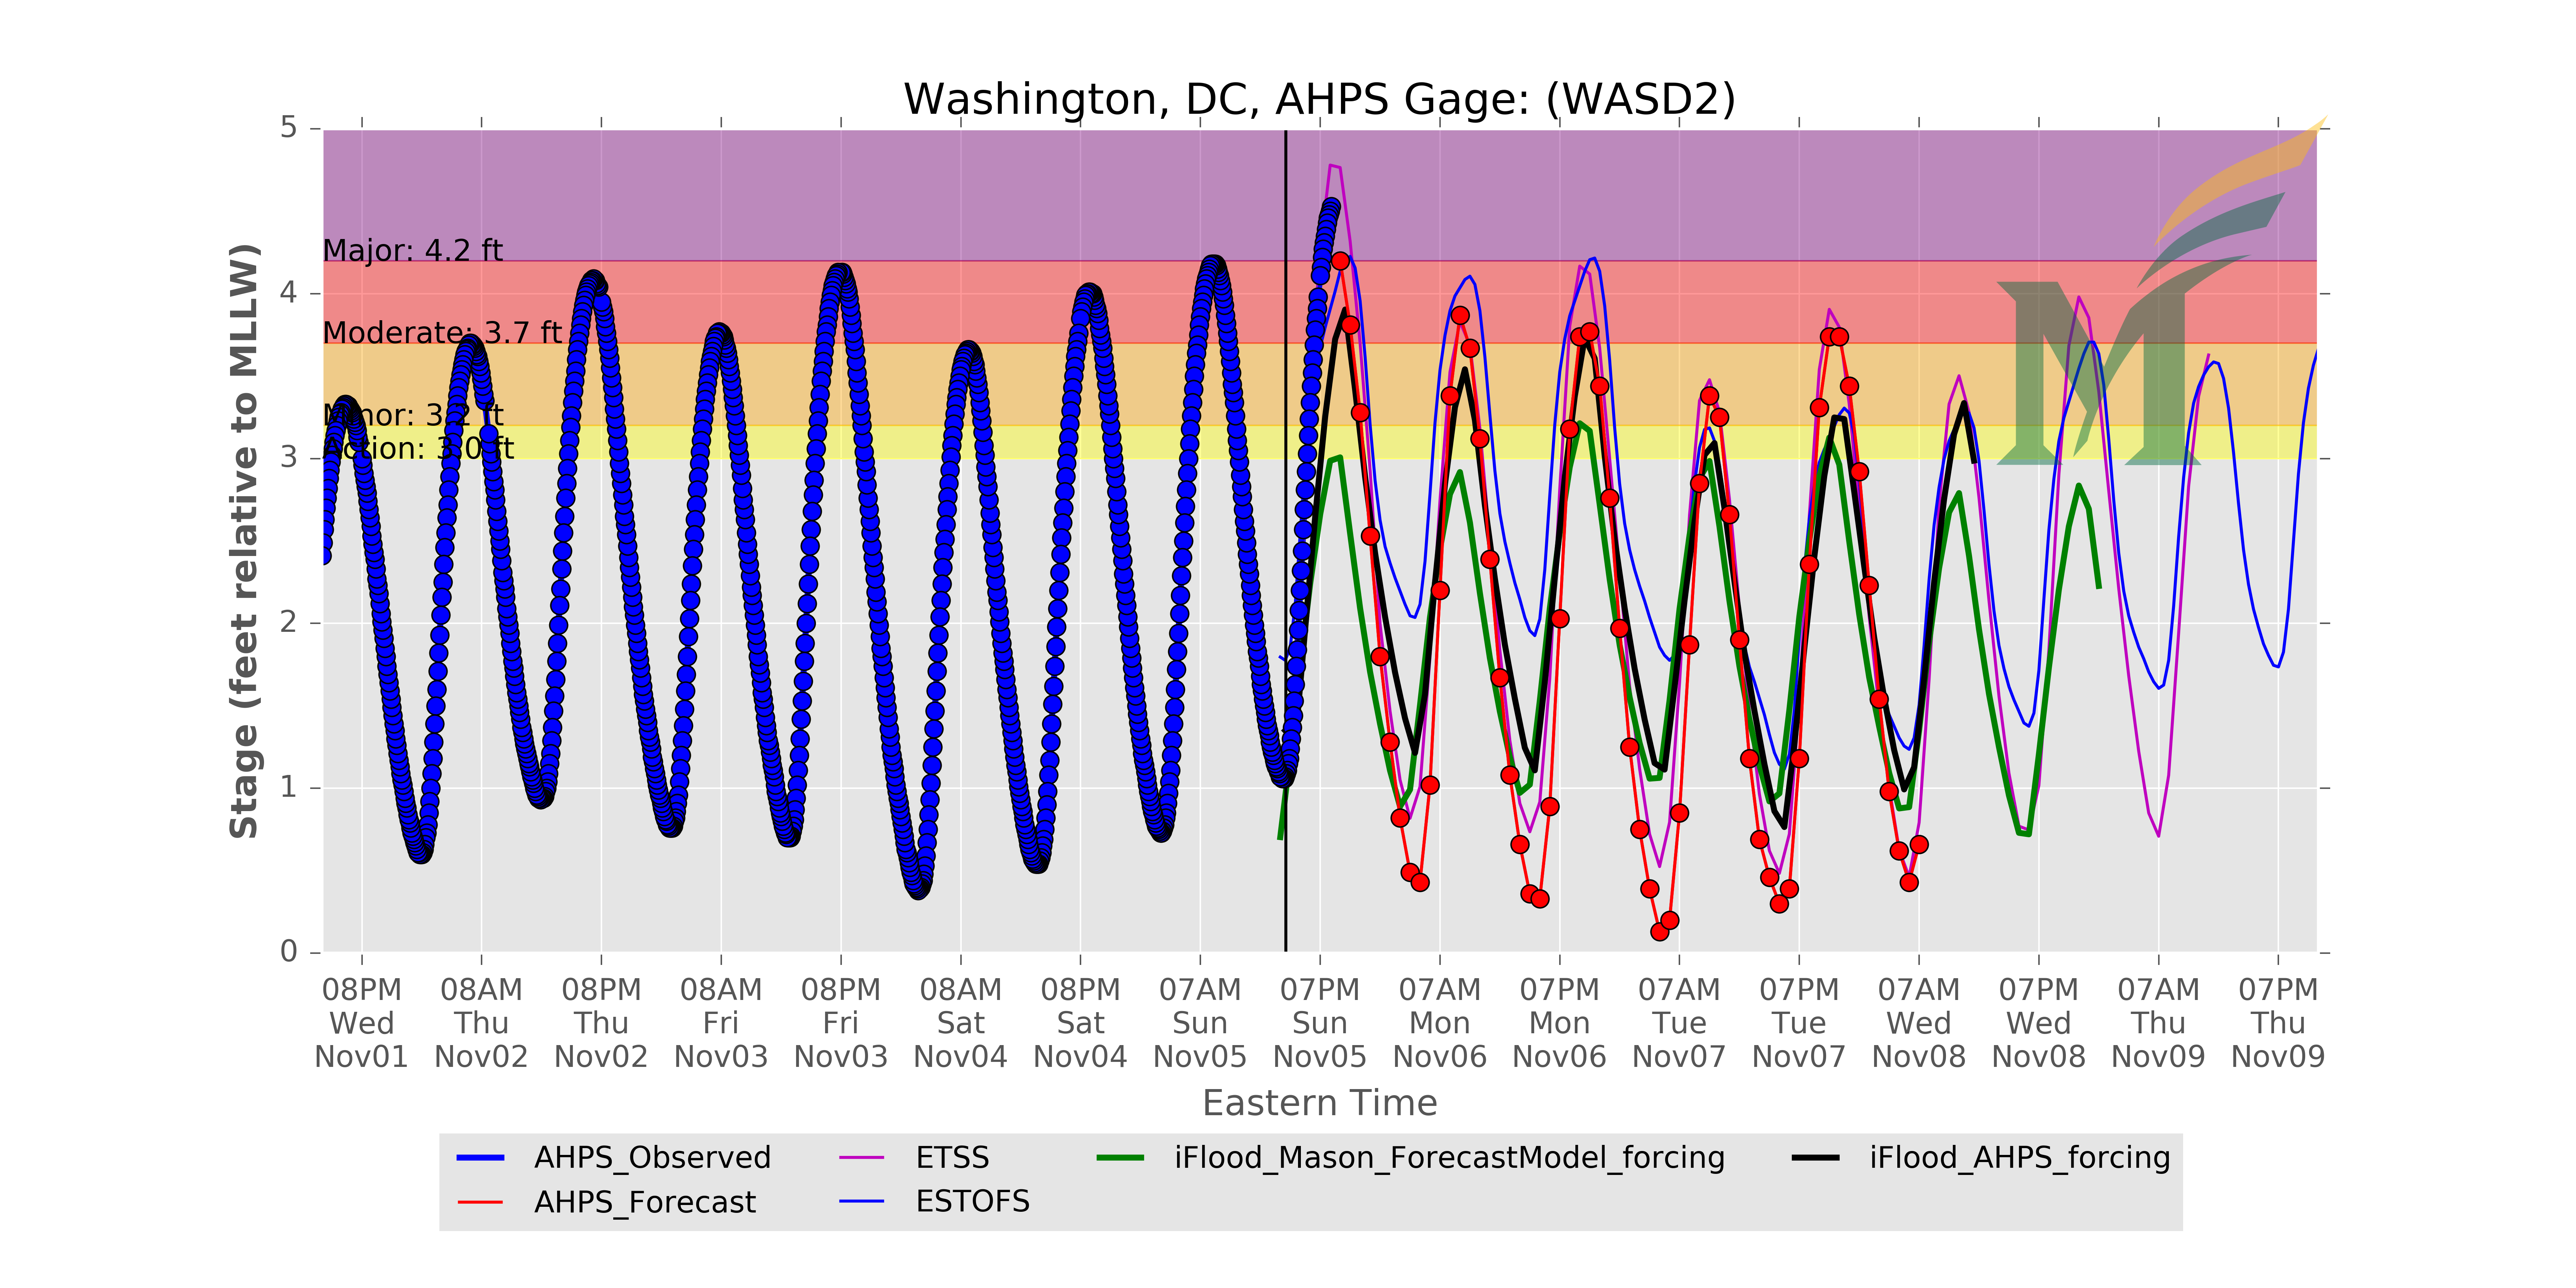 Washington, DC, AHPS Gage: (WASD2)
Stage (feet relative to MLLW)
5
4
3
2
1
0
Major: 4.2 ft
Moderate: 3.7 ft
Minor: 3.2 ft
Action: 3.0 ft
M
08PM 08AM 08PM 08AM 08PM 08AM 08PM 07AM 07PM 07AM 07PM 07AM 07PM 07AM 07PM 07AM 07PM
Wed Thu Thu Fri Fri Sat Sat Sun Sun Mon Mon Tue Tue Wed Wed Thu Thu
Nov01 Nov02 Nov02 Nov03 Nov03 Nov04 Nov04 Nov05 Nov05 Nov06 Nov06 Nov07 Nov07 Nov08 Nov08 Nov09 Nov09
Eastern Time
AHPS_Observed ETSS iFlood_Mason_ForecastModel_forcing iFlood_AHPS_forcing
AHPS_Forecast ESTOFS